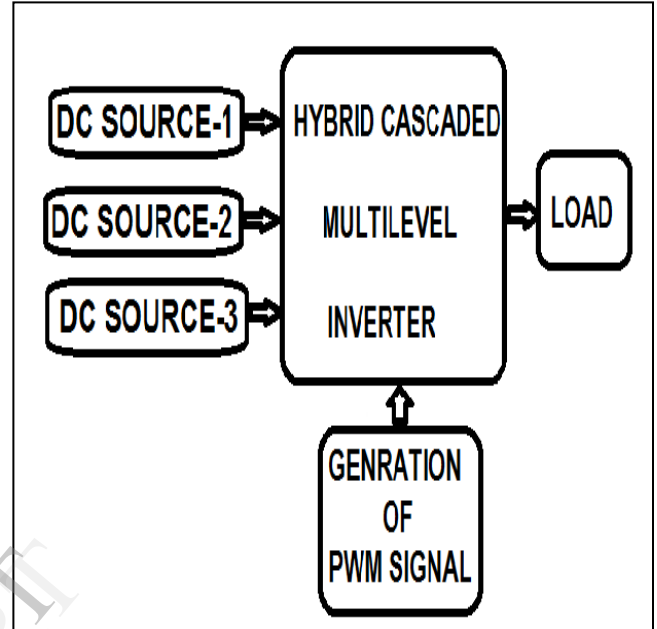 DC SOURCE-1
DC SOURCE-2
DC SOURCE-3
HYBRID CASCADED
MULTILEVEL
INVERTER
LOAD
GENRATION
OF
PWM SIGNAL